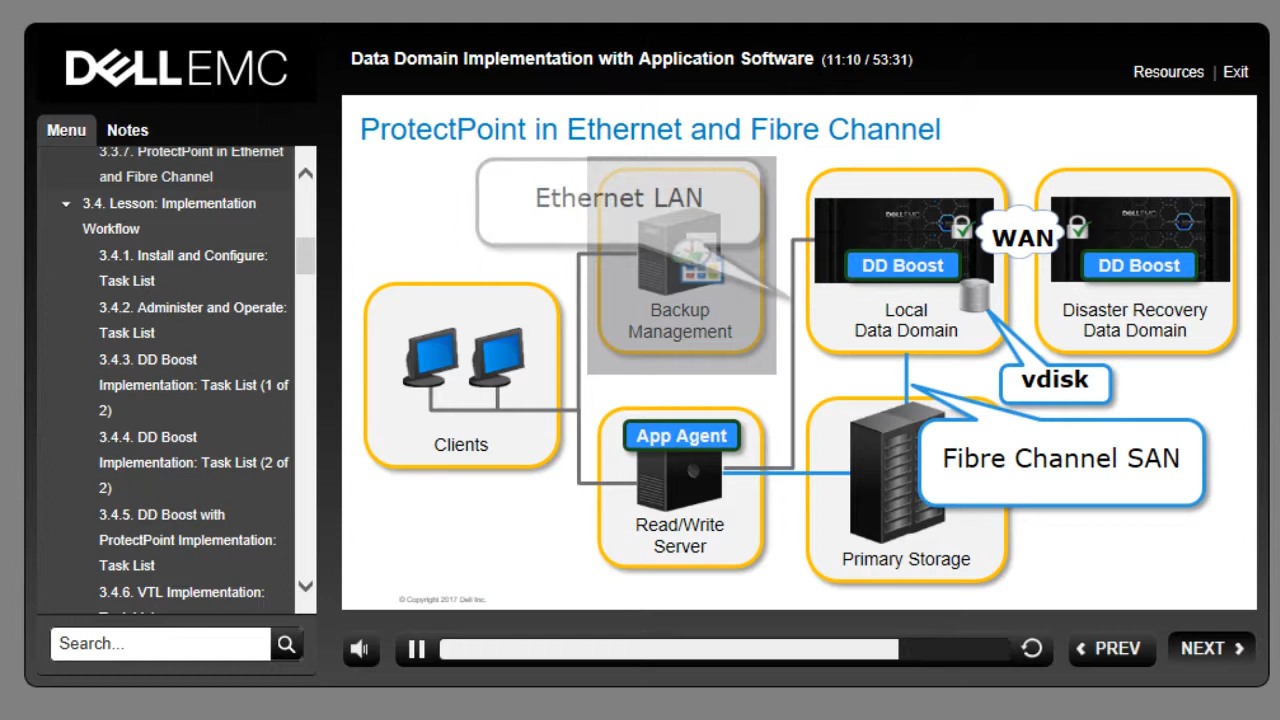 DELLEMC
Data Domain Implementation with Application Software (11:10 / 53:31)
Resources | Exit
Menu
Notes
3.3.7. ProtectPoint in Ethernet
and Fibre Channel
3.4. Lesson: Implementation
Workflow
3.4.1. Install and Configure:
Task List
3.4.2. Administer and Operate:
Task List
3.4.3. DD Boost
Implementation: Task List (1 of
2)
3.4.4. DD Boost
Implementation: Task List (2 of
2)
3.4.5. DD Boost with
ProtectPoint Implementation:
Task List
3.4.6. VTL Implementation:
Search...
ProtectPoint in Ethernet and Fibre Channel
Ethernet LAN
Backup
Management
Clients
App Agent
Read/Write
Server
DELLEMC
DD Boost
Local
Data Domain
WAN
DELLEMC
DD Boost
Disaster Recovery
Data Domain
vdisk
Fibre Channel SAN
Primary Storage
© Copyright 2017 Dell Inc.
PREV
NEXT